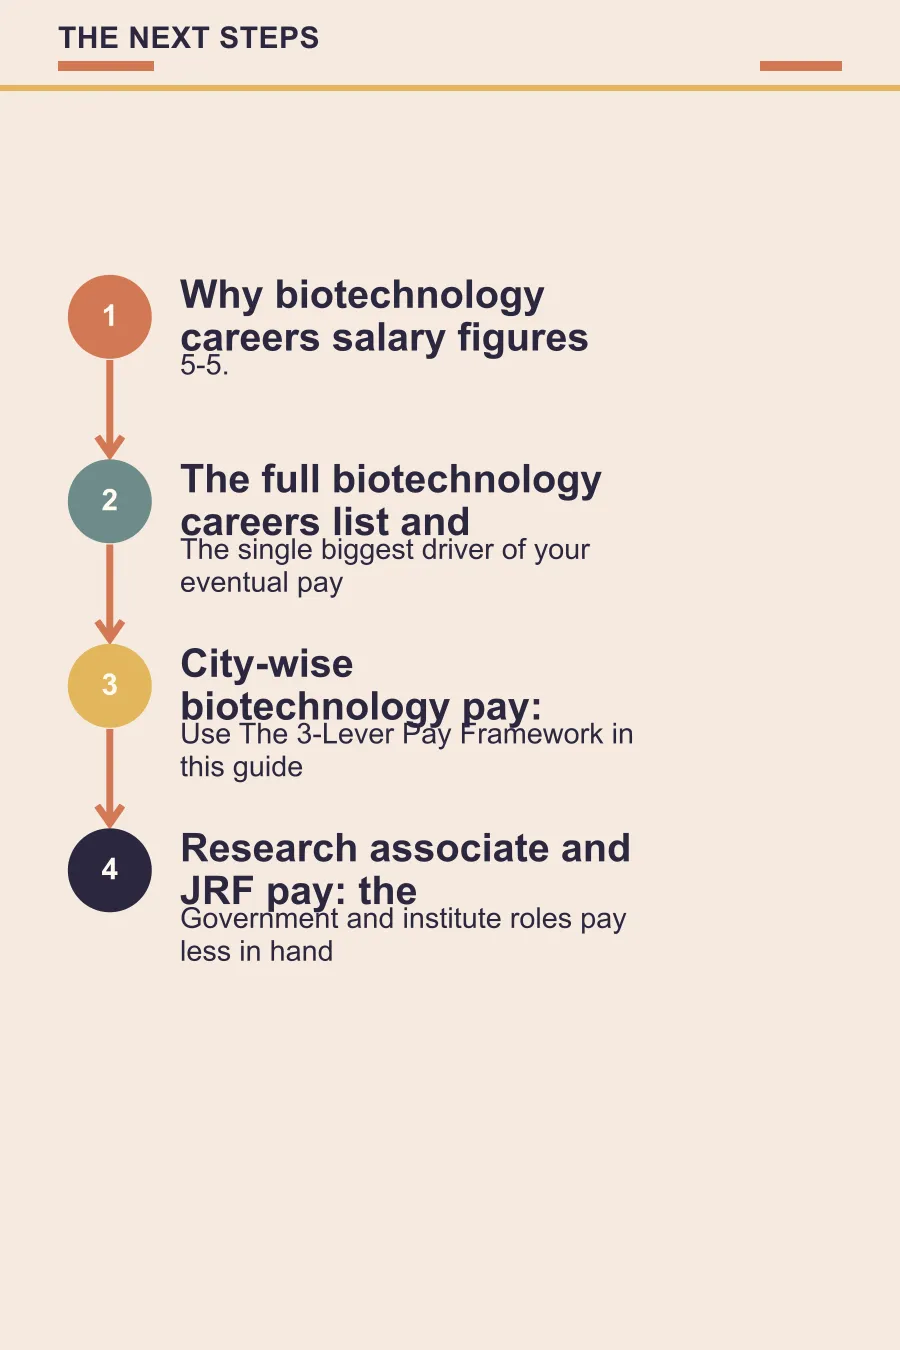 THE NEXT STEPS
1
Why biotechnology
careers salary figures
5-5.
2
The full biotechnology
careers list and
The single biggest driver of your
eventual pay
3
City-wise
biotechnology pay:
Use The 3-Lever Pay Framework in
this guide
4
Research associate and
JRF pay: the
Government and institute roles pay
less in hand